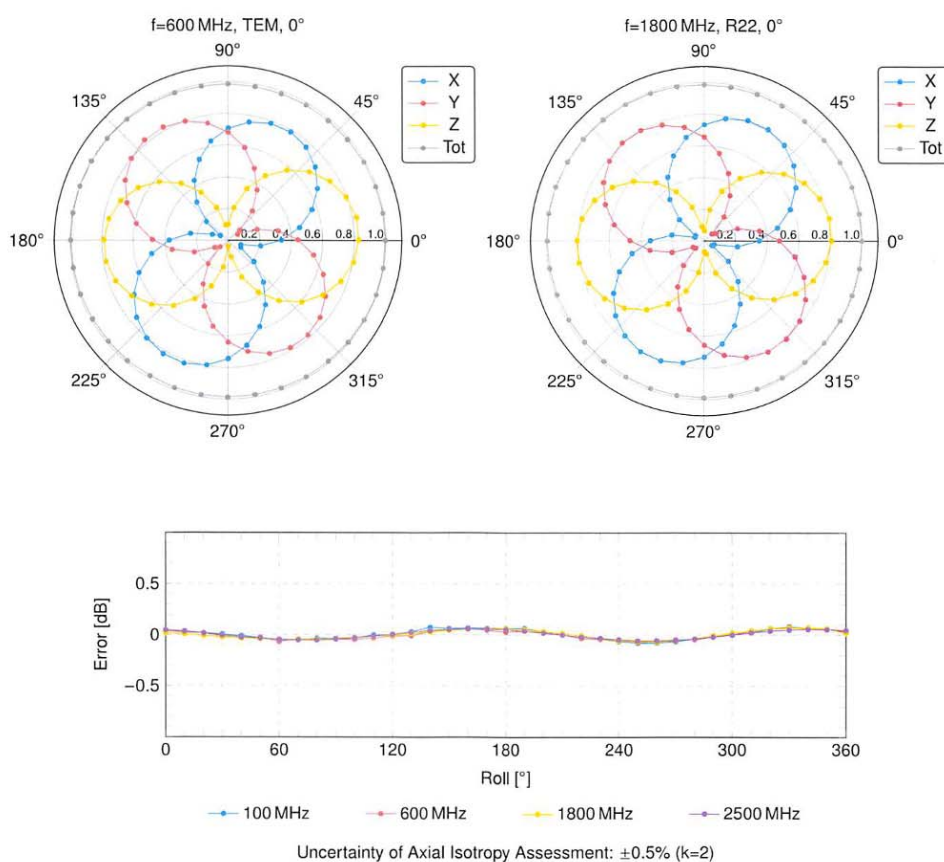 f=600 MHz, TEM, 0°
f=1800 MHz, R22, 0°
90°
135°
45°
180°
0.2 0.4 0.6 0.8 1.0
0°
225°
315°
270°
X
Y
Z
Tot
90°
135°
45°
180°
0.2 0.4 0.6 0.8 1.0
0°
225°
315°
270°
X
Y
Z
Tot
Error [dB]
0.5
0
−0.5
0 60 120 180 240 300 360
Roll [°]
100 MHz 600 MHz 1800 MHz 2500 MHz
Uncertainty of Axial Isotropy Assessment: ±0.5% (k=2)